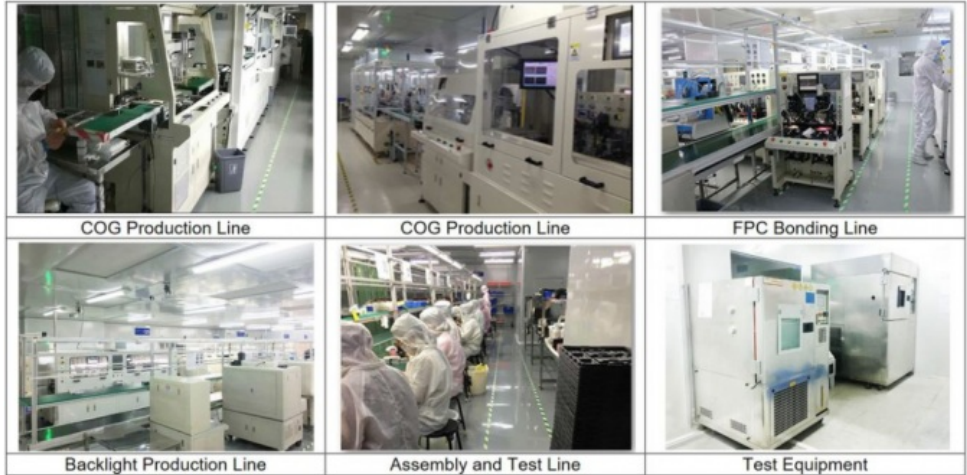 COG Production Line
COG Production Line
FPC Bonding Line
Backlight Production Line
Assembly and Test Line
Test Equipment